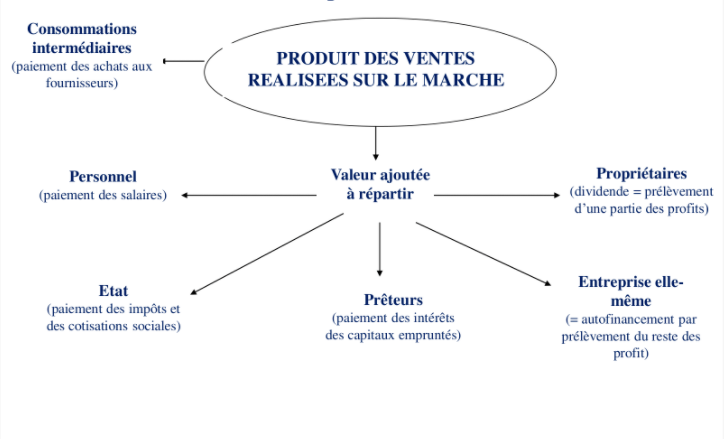 Consommations
intermédiaires
(paiement des achats aux
fournisseurs)
PRODUIT DES VENTES
REALISEES SUR LE MARCHE
Personnel
(paiement des salaires)
Valeur ajoutée
à répartir
Propriétaires
(dividende = prélèvement
d'une partie des profits)
Etat
(paiement des impôts et
des cotisations sociales)
Prêteurs
(paiement des intérêts
des capitaux empruntés)
Entreprise elle-
même
(= autofinancement par
prélèvement du reste des
profit)